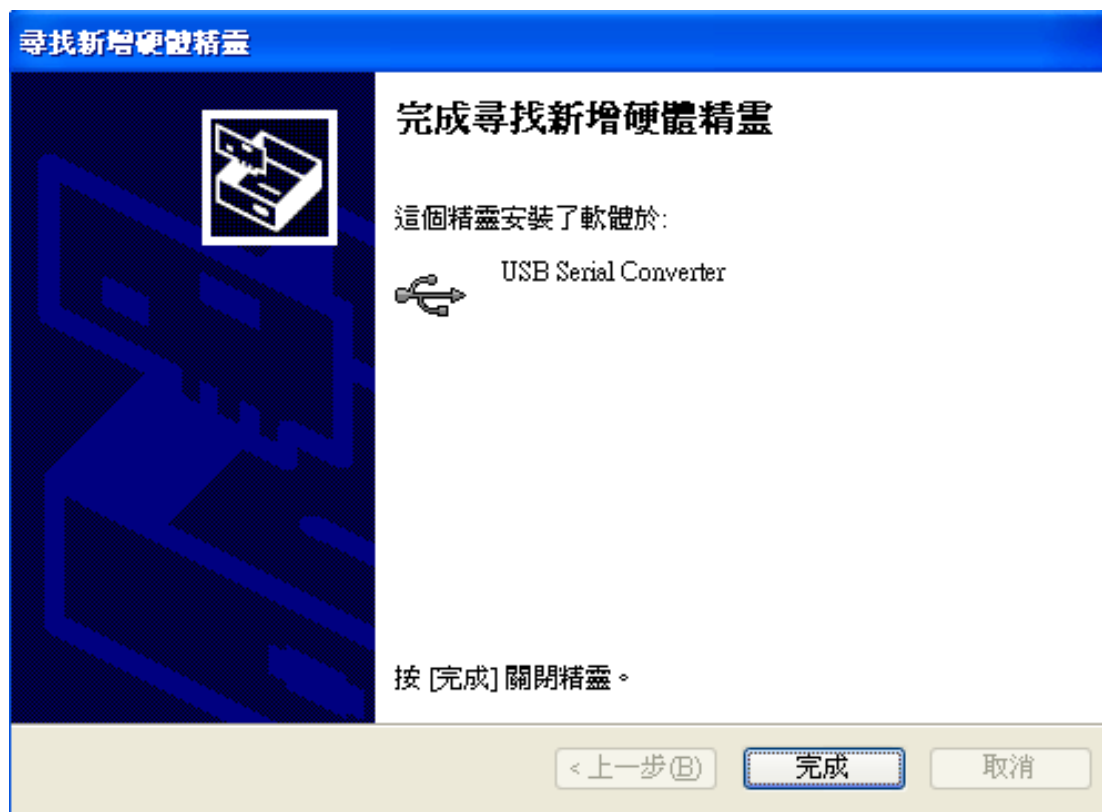 尋找新增硬體精靈
完成尋找新增硬體精靈
這個精靈安裝了軟體於:
USB Serial Converter
按 [完成] 關閉精靈。
< 上一步(B)
完成
取消